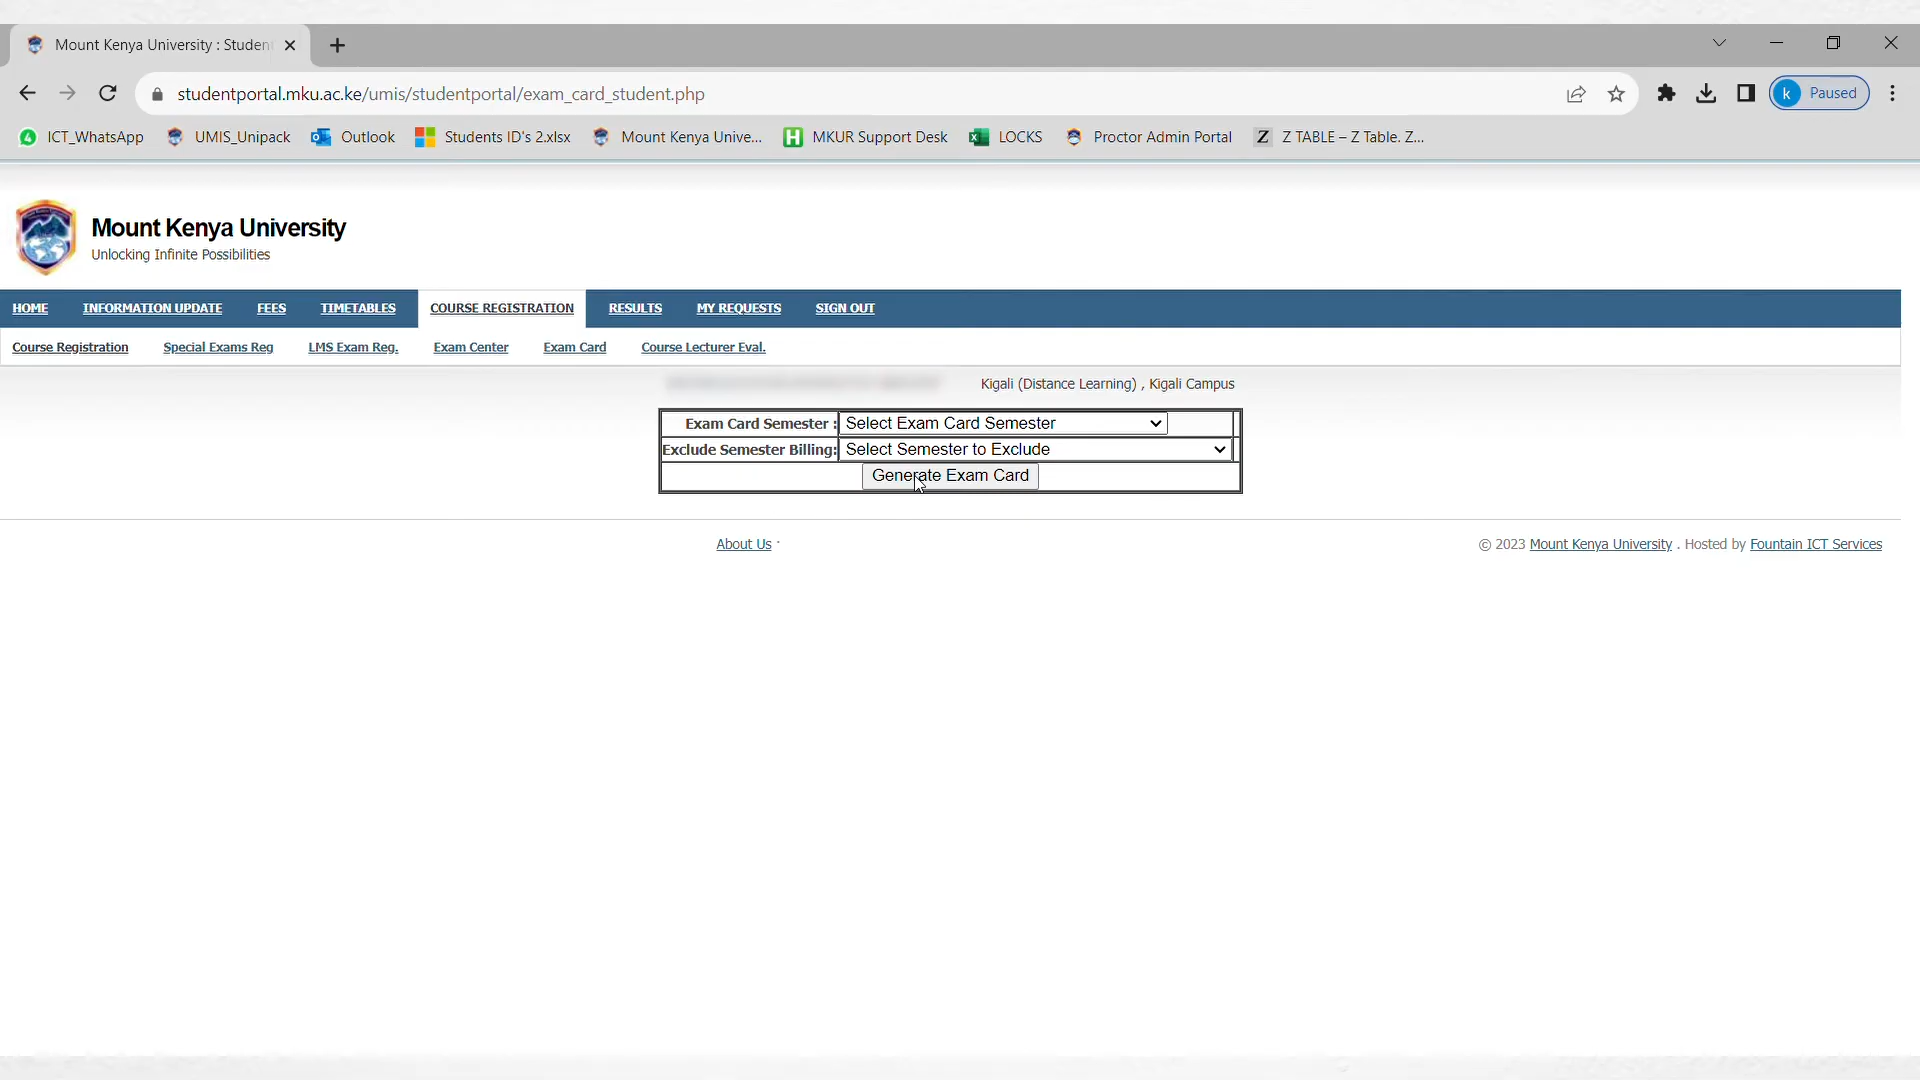 Mount Kenya University : Studen
studentportal.mku.ac.ke/umis/studentportal/exam_card_student.php
k Paused
ICT_WhatsApp UMIS_Unipack Outlook Students ID's 2.xlsx Mount Kenya Unive... MKUR Support Desk LOCKS Proctor Admin Portal Z TABLE – Z Table. Z...
Mount Kenya University
Unlocking Infinite Possibilities
HOME INFORMATION UPDATE FEES TIMETABLES COURSE REGISTRATION RESULTS MY REQUESTS SIGN OUT
Course Registration Special Exams Reg LMS Exam Reg. Exam Center Exam Card Course Lecturer Eval.
Kigali (Distance Learning) , Kigali Campus
Exam Card Semester : Select Exam Card Semester
Exclude Semester Billing: Select Semester to Exclude
Generate Exam Card
About Us · © 2023 Mount Kenya University . Hosted by Fountain ICT Services